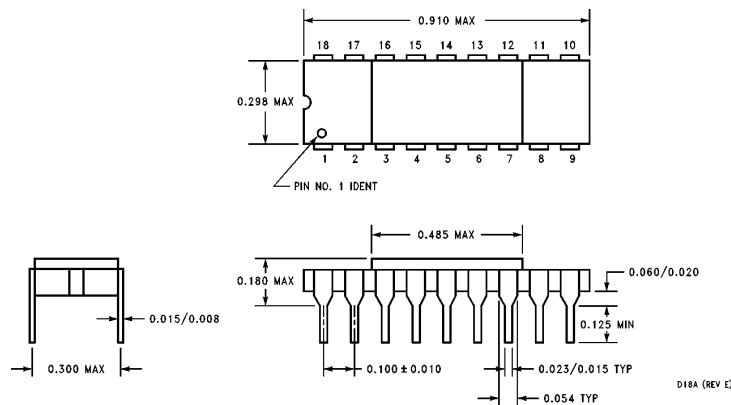 0.910 MAX
18 17 16 15 14 13 12 11 10
0.298 MAX
1 2 3 4 5 6 7 8 9
PIN NO. 1 IDENT
0.485 MAX
0.180 MAX
0.060/0.020
0.015/0.008
0.125 MIN
0.300 MAX
0.100 ± 0.010
0.023/0.015 TYP
0.054 TYP
D18A (REV E)